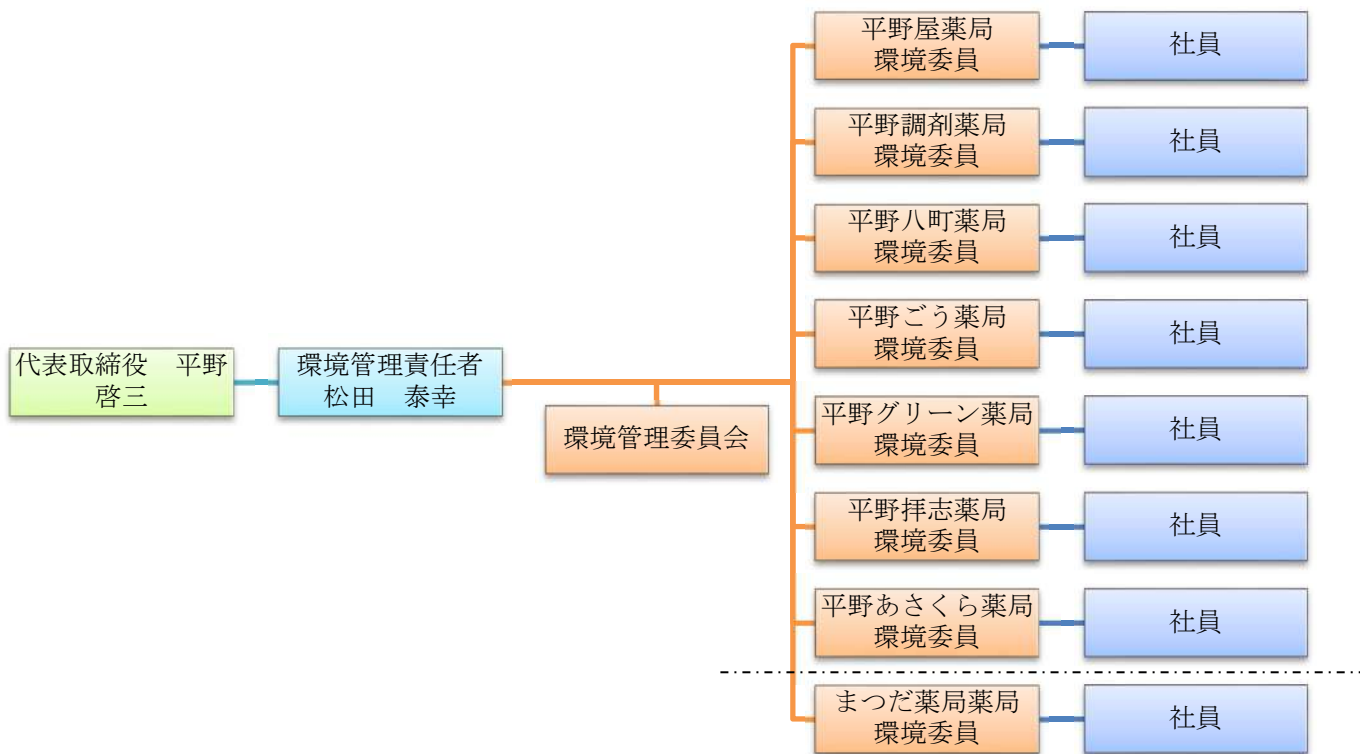 平野屋薬局
環境委員
社員
平野調剤薬局
環境委員
社員
平野八町薬局
環境委員
社員
平野ごう薬局
環境委員
社員
代表取締役　平野
啓三
環境管理責任者
松田　泰幸
環境管理委員会
平野グリーン薬局
環境委員
社員
平野拝志薬局
環境委員
社員
平野あさくら薬局
環境委員
社員
まつだ薬局薬局
環境委員
社員